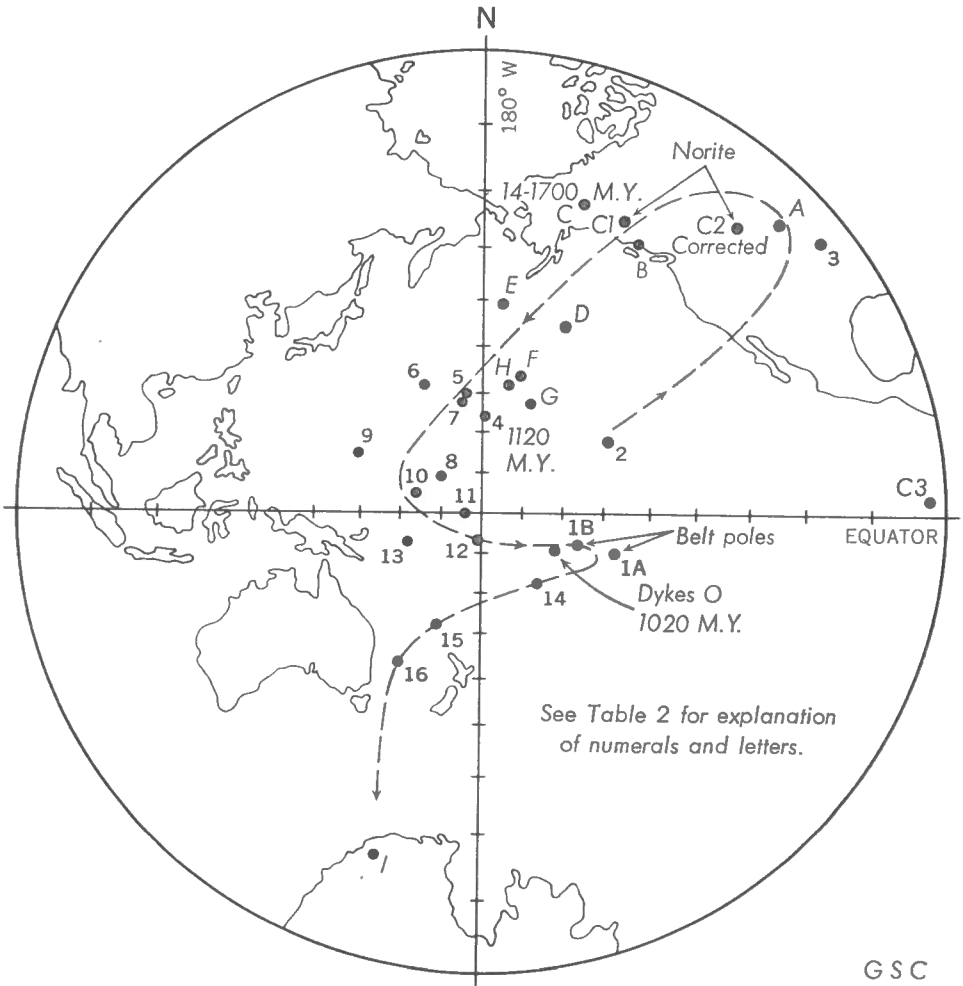 N
180° W
Norite
14-1700 M.Y.
C
C1
C2
A
Corrected
3
B
E
D
6
5
H
F
7
G
4
1120
M.Y.
2
9
8
10
C3
11
EQUATOR
1B
Belt poles
12
13
1A
14
Dykes O
1020 M.Y.
15
16
See Table 2 for explanation
of numerals and letters.
I
GSC